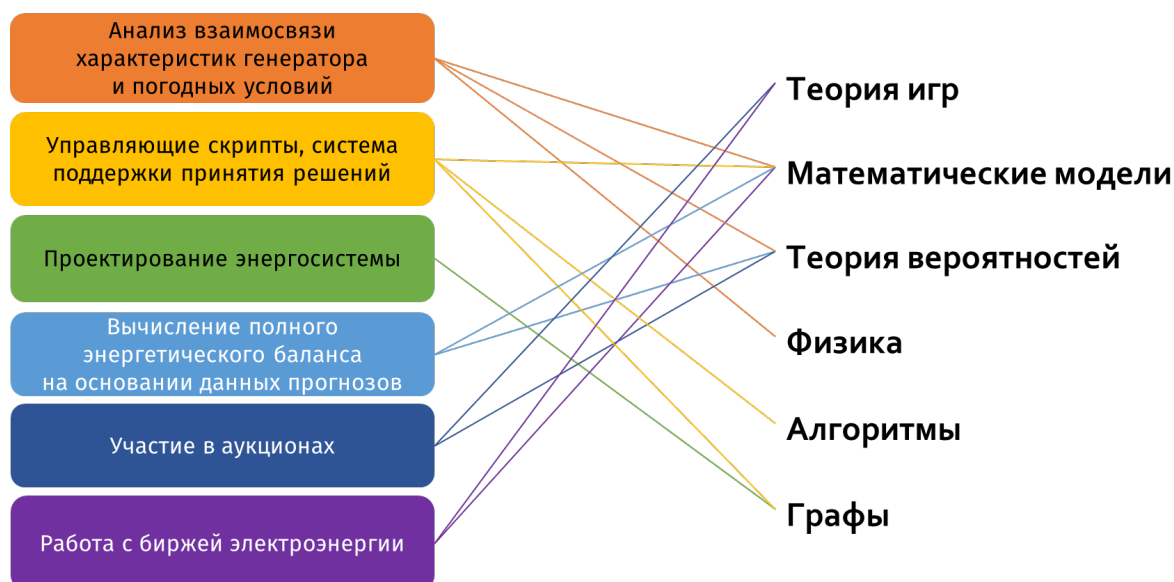 Анализ взаимосвязи
характеристик генератора
и погодных условий
Управляющие скрипты, система
поддержки принятия решений
Проектирование энергосистемы
Вычисление полного
энергетического баланса
на основании данных прогнозов
Участие в аукционах
Работа с биржей электроэнергии
Теория игр
Математические модели
Теория вероятностей
Физика
Алгоритмы
Графы